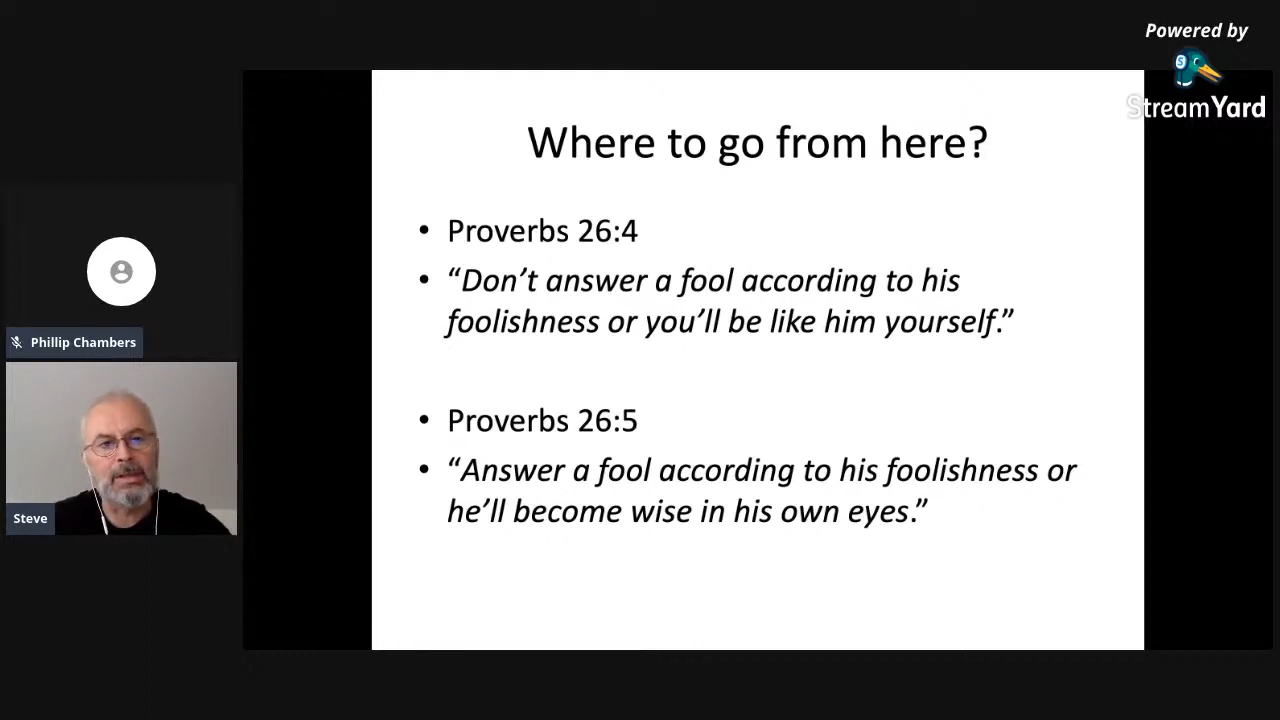 Powered by
StreamYard
Where to go from here?
• Proverbs 26:4
• “Don’t answer a fool according to his
foolishness or you’ll be like him yourself.”
• Proverbs 26:5
• “Answer a fool according to his foolishness or
he’ll become wise in his own eyes.”
Phillip Chambers
Steve